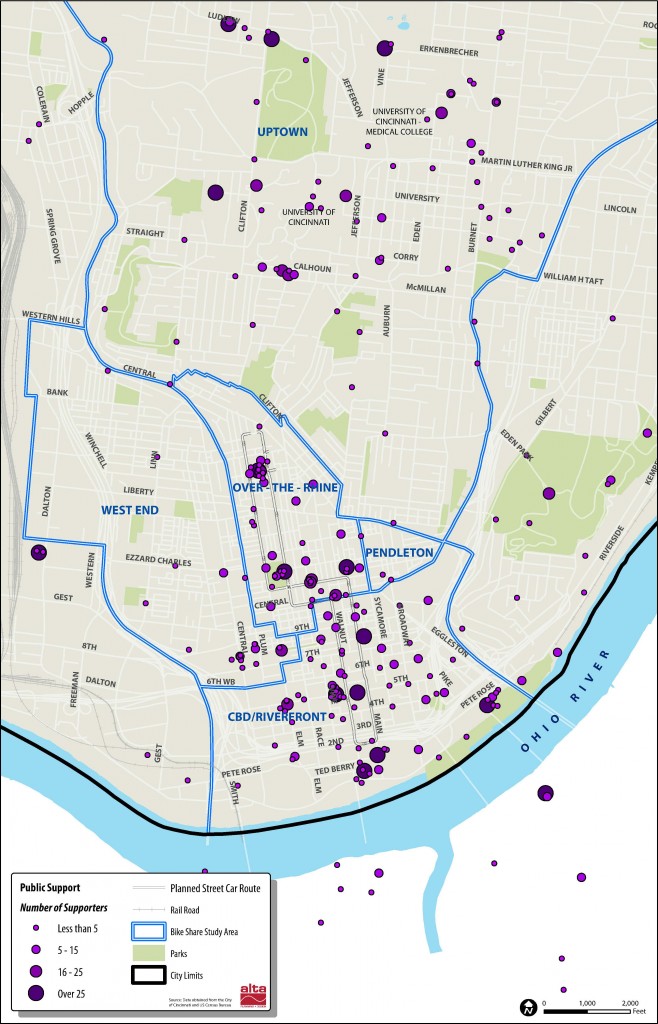 LUDLOW
ROC
ERKENBRECHER
VINE
JEFFERSON
COLERAIN
HOPPLE
UNIVERSITY OF
CINCINNATI -
MEDICAL COLLEGE
UPTOWN
MARTIN LUTHER KING JR
UNIVERSITY
LINCOLN
CLIFTON
UNIVERSITY OF
CINCINNATI
JEFFERSON
EDEN
BURNET
SPRING GROVE
STRAIGHT
CORRY
CALHOUN
WILLIAM H TAFT
McMILLAN
AUBURN
WESTERN HILLS
CENTRAL
BANK
CLIFTON
GILBERT
EDEN PARK
WINCHELL
LINN
KEMPE
OVER - THE - RHINE
LIBERTY
DALTON
WEST END
RIVERSIDE
PENDLETON
EZZARD CHARLES
WESTERN
GEST
CENTRAL
SYCAMORE
BROADWAY
WALNUT
9TH
EGGLESTON
CENTRAL
PLUM
8TH
7TH
6TH
DALTON
FREEMAN
6TH WB
5TH
PIKE
PETE ROSE
4TH
CBD/RIVERFRONT
3RD
MAIN
OHIO RIVER
ELM
RACE
2ND
GEST
PETE ROSE
TED BERRY
SMITH
ELM
Public Support
Number of Supporters
Less than 5
5 - 15
16 - 25
Over 25
Planned Street Car Route
Rail Road
Bike Share Study Area
Parks
City Limits
Source: Data obtained from the City
of Cincinnati and US Census Bureau
alta
N
0 1,000 2,000
Feet